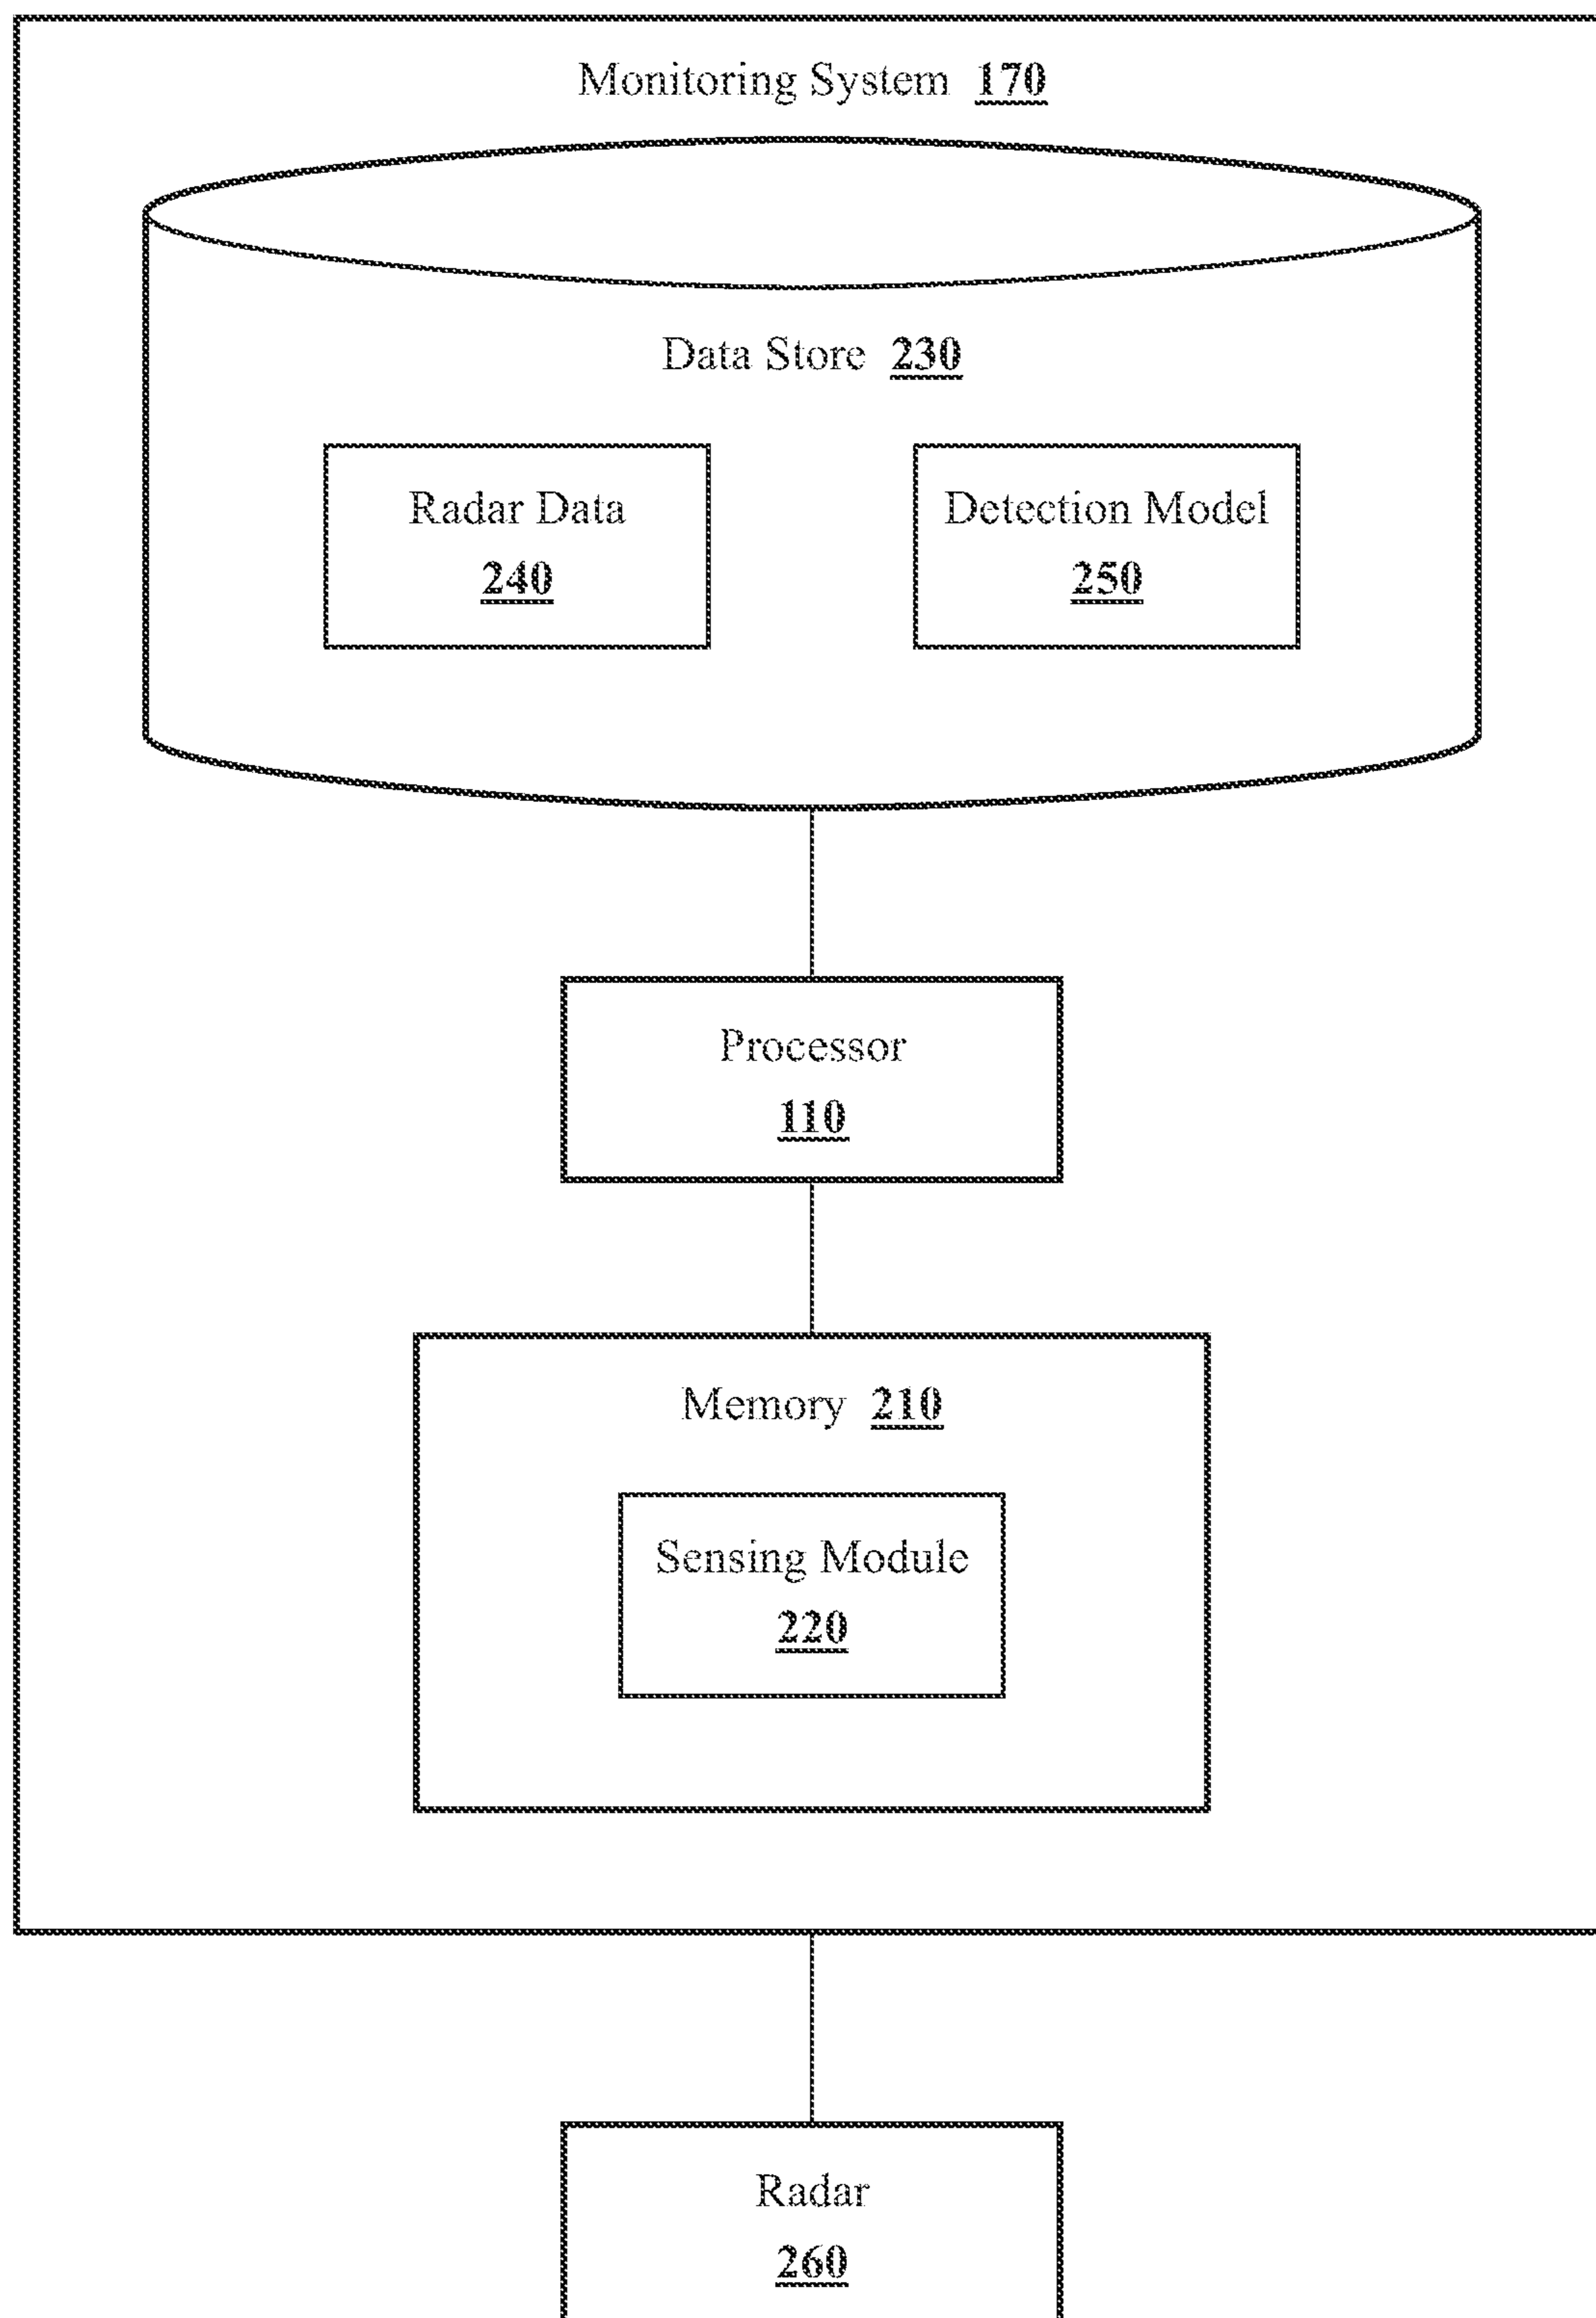 Monitoring System 170
Data Store 230
Radar Data
240
Detection Model
250
Processor
110
Memory 210
Sensing Module
220
Radar
260